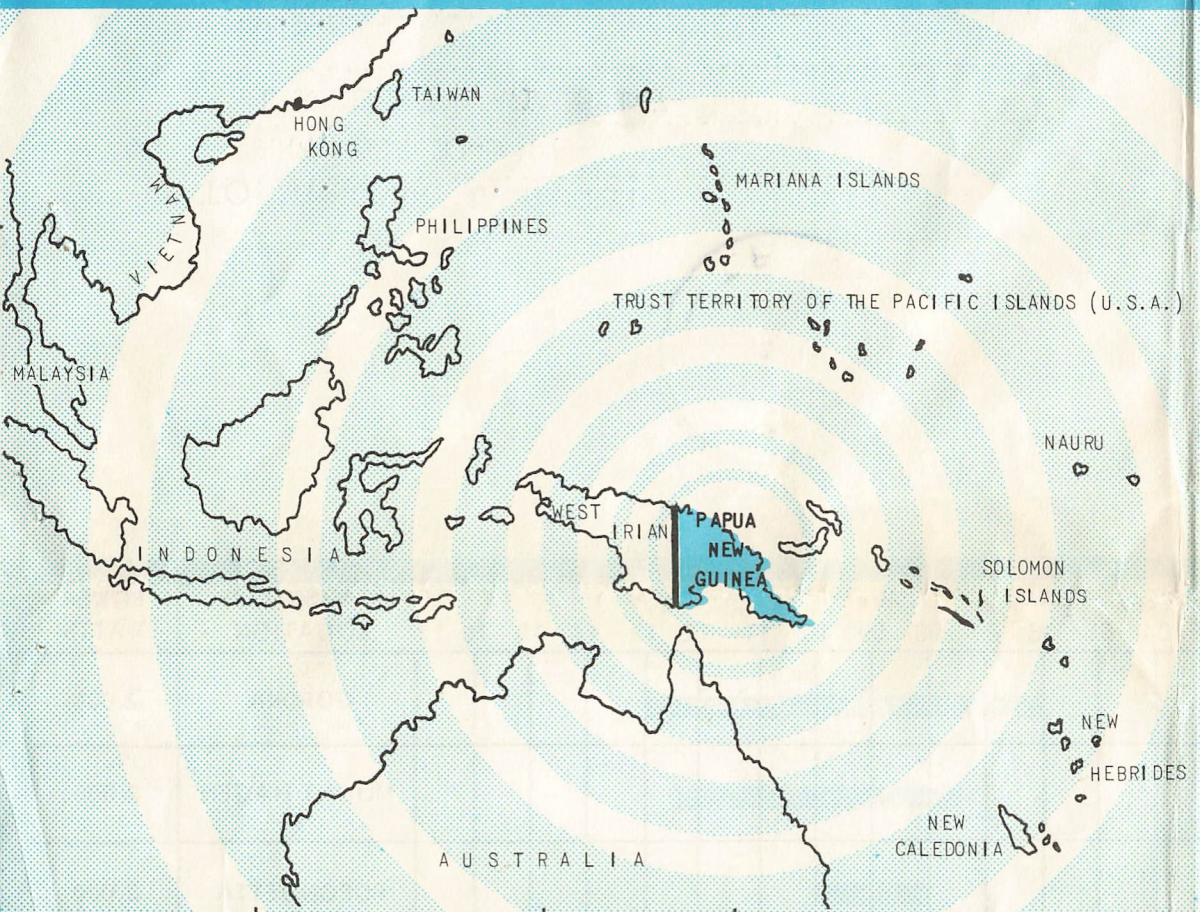 TAIWAN
HONG
KONG
MARIANA ISLANDS
VIETNAM
PHILIPPINES
TRUST TERRITORY OF THE PACIFIC ISLANDS (U.S.A.)
MALAYSIA
NAURU
WEST
IRIAN
PAPUA
NEW
GUINEA
INDONESIA
SOLOMON
ISLANDS
NEW
HEBRIDES
NEW
CALEDONIA
AUSTRALIA